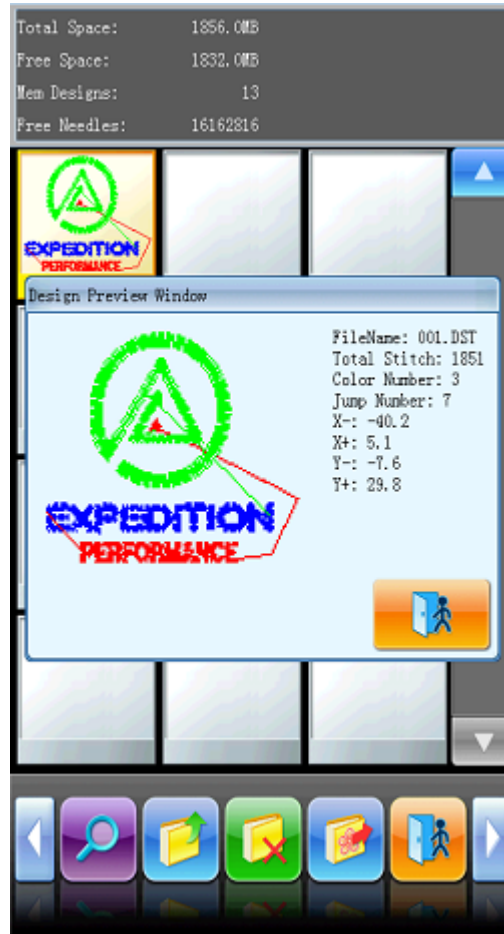 Total Space: 1856.0MB
Free Space: 1832.0MB
Mem Designs: 13
Free Needles: 16162816
EXPEDITION
PERFORMANCE
Design Preview Window
FileName: 001.DST
Total Stitch: 1851
Color Number: 3
Jump Number: 7
X-: -40.2
X+: 5.1
Y-: -7.6
Y+: 29.8
EXPEDITION
PERFORMANCE